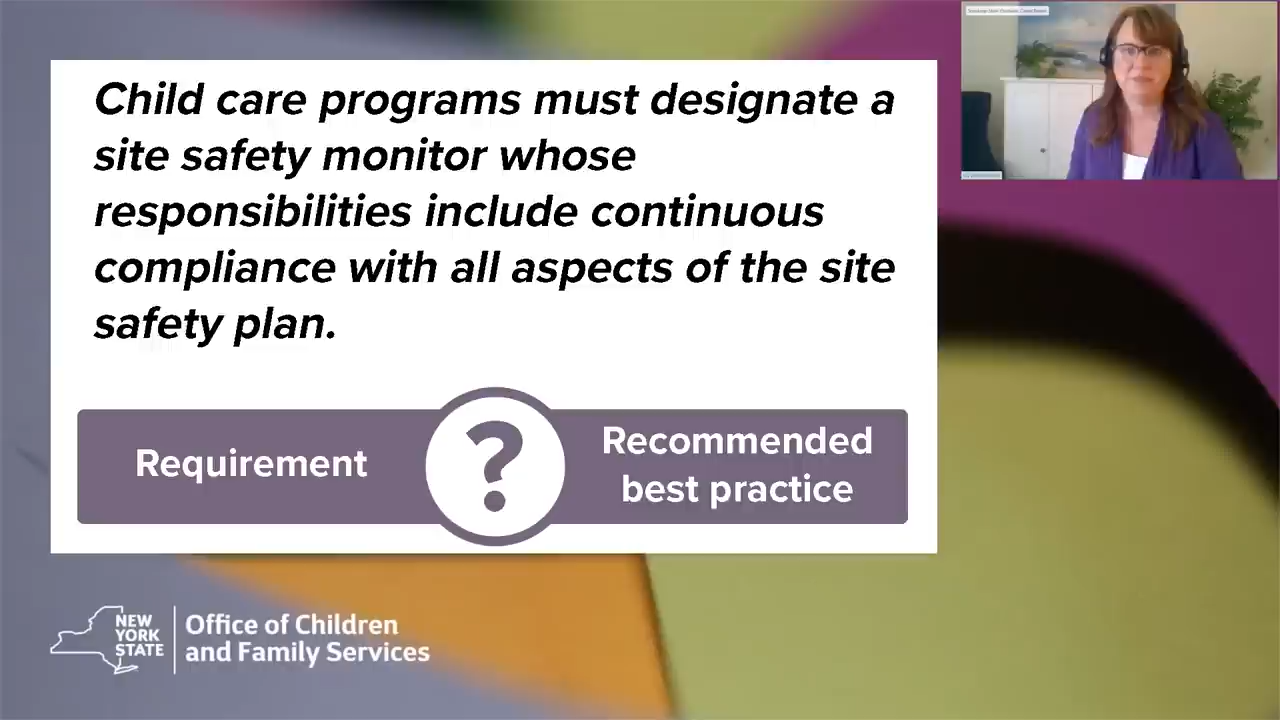 Child care programs must designate a
site safety monitor whose
responsibilities include continuous
compliance with all aspects of the site
safety plan.
Requirement
?
Recommended
best practice
NEW
YORK
STATE
Office of Children
and Family Services